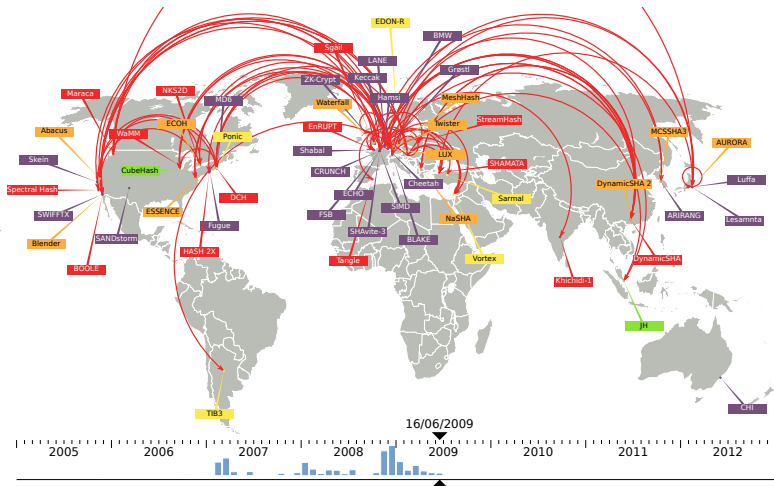 EDON-R
BMW
Sgàil
LANE
Grøstl
ZK-Crypt
Keccak
Maraca
NKS2D
MD6
Waterfall
Hamsi
MeshHash
Abacus
WaMM
ECOH
Ponic
EnRUPT
Twister
StreamHash
MCSSHA3
AURORA
Skein
CubeHash
Shabal
LUX
SHAMATA
Spectral Hash
CRUNCH
Cheetah
DynamicSHA 2
Luffa
SWIFFTX
ESSENCE
DCH
ECHO
SIMD
Sarmal
FSB
NaSHA
ARIRANG
Lesamnta
Blender
SANDstorm
Fugue
SHAvite-3
BLAKE
BOOLE
HASH 2X
Tangle
Vortex
DynamicSHA
Khichidi-1
JH
TIB3
CHI
16/06/2009
2005 2006 2007 2008 2009 2010 2011 2012